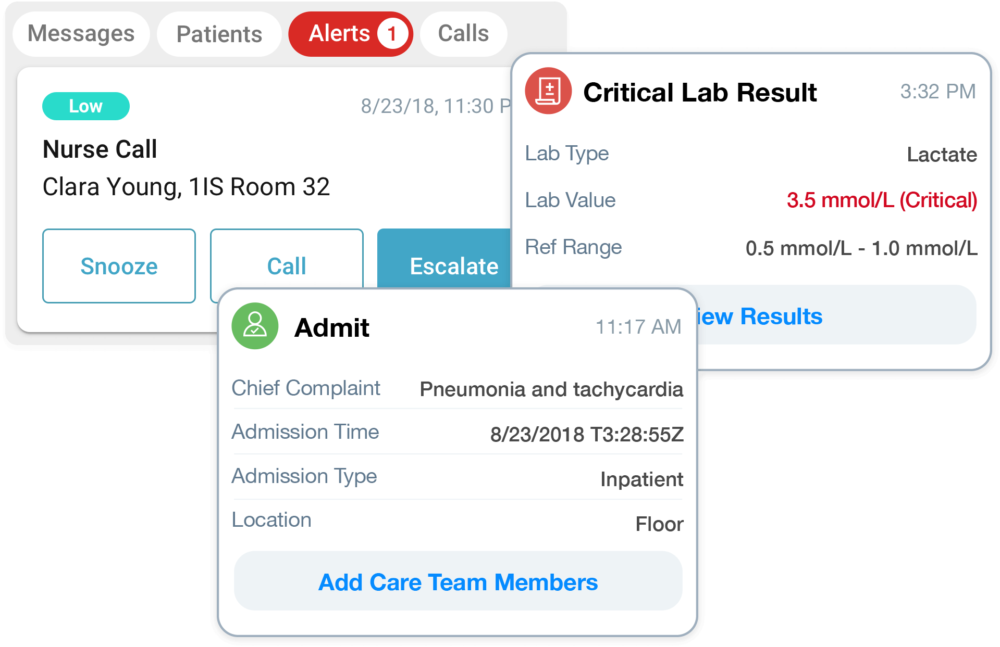 Messages Patients Alerts 1 Calls
Low 8/23/18, 11:30 P
Nurse Call
Clara Young, 1IS Room 32
Snooze Call Escalate
Critical Lab Result 3:32 PM
Lab Type Lactate
Lab Value 3.5 mmol/L (Critical)
Ref Range 0.5 mmol/L - 1.0 mmol/L
iew Results
Admit 11:17 AM
Chief Complaint Pneumonia and tachycardia
Admission Time 8/23/2018 T3:28:55Z
Admission Type Inpatient
Location Floor
Add Care Team Members